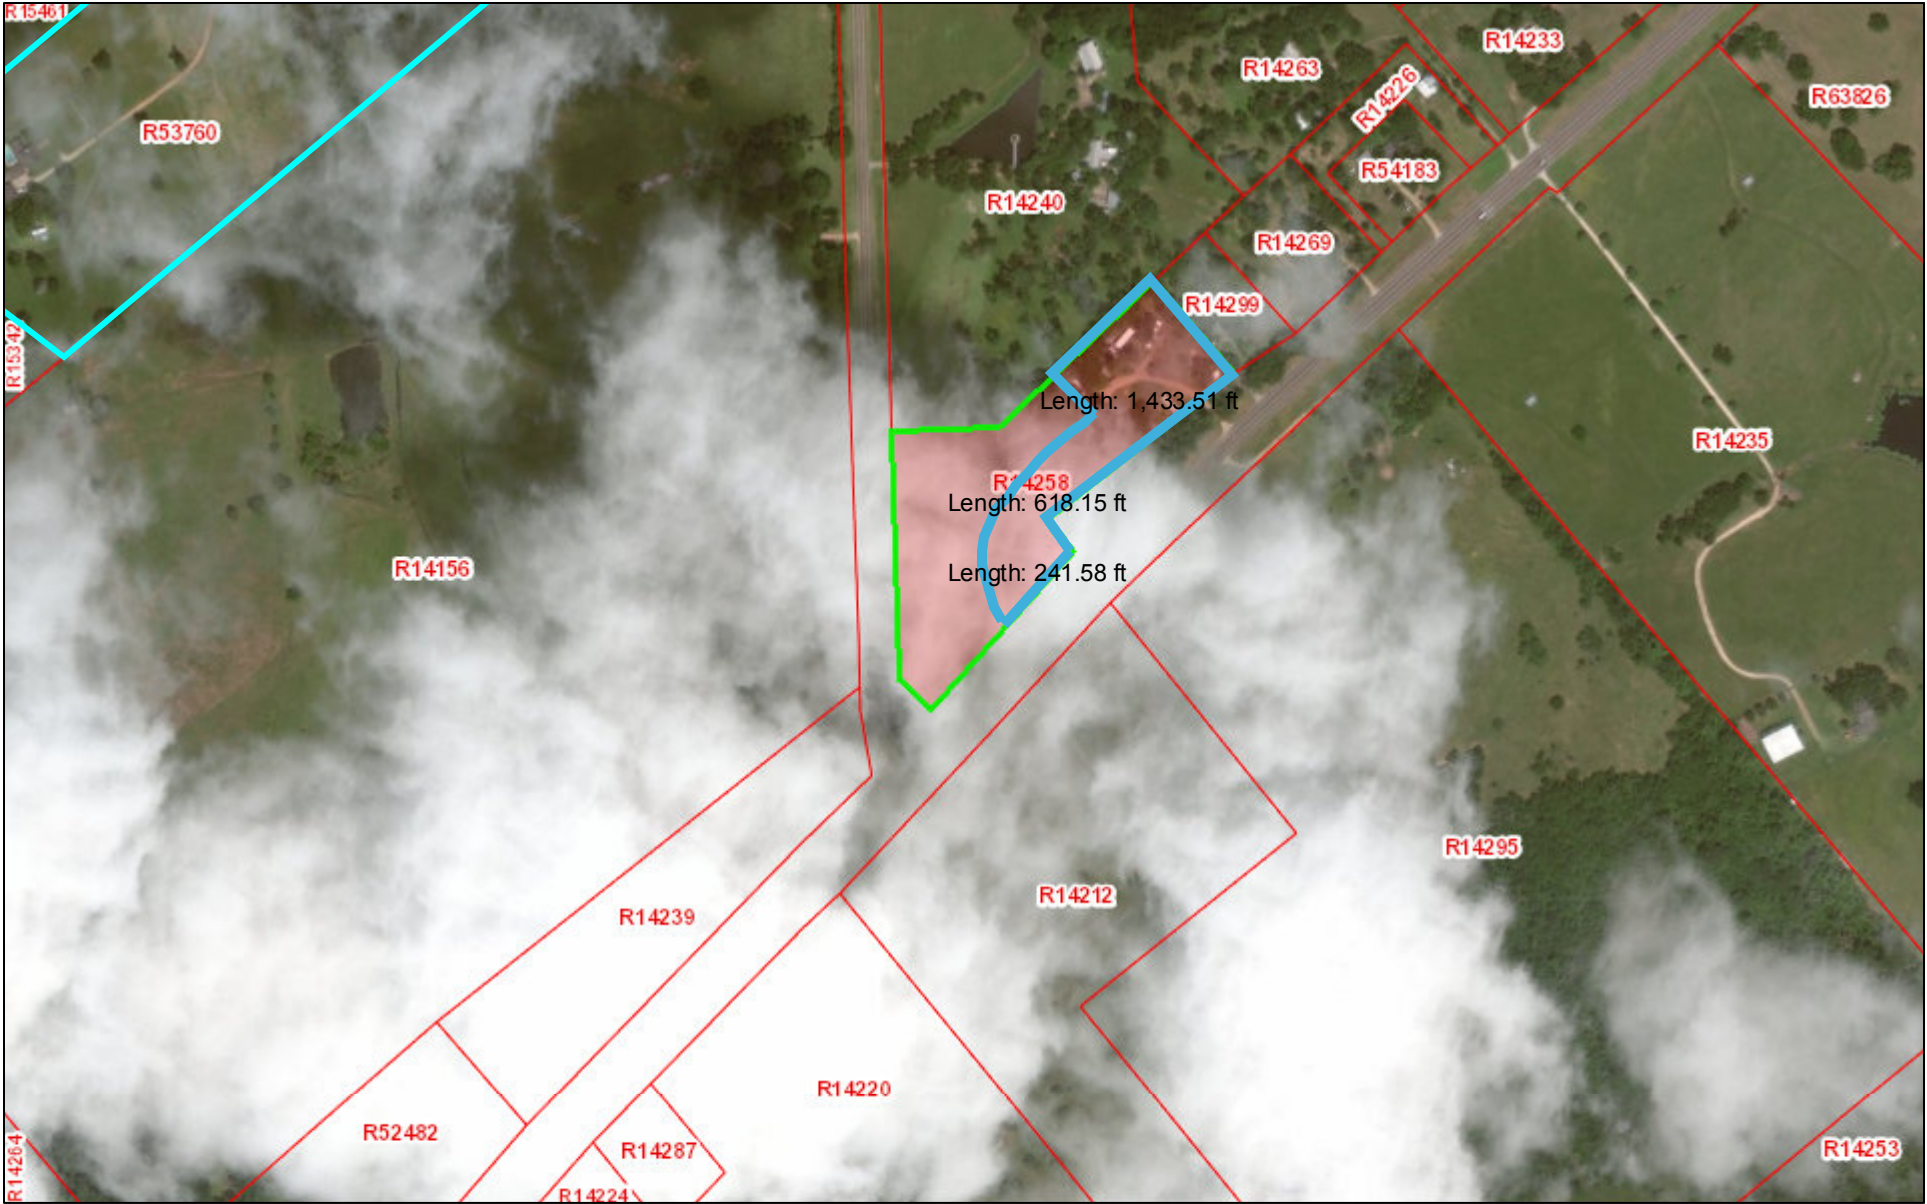 R15461
R14233
R14263
R14226
R63826
R53760
R54183
R14240
R14269
R14299
R15342
Length: 1,433.51 ft
R14235
R14258
Length: 618.15 ft
R14156
Length: 241.58 ft
R14295
R14212
R14239
R14220
R52482
R14287
R14253
R14264
R14224